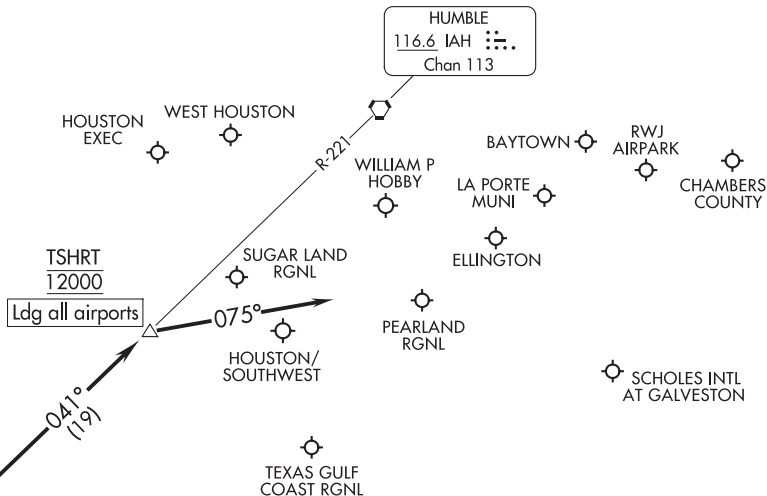 HUMBLE
116.6 IAH
Chan 113
HOUSTON
EXEC
WEST HOUSTON
R-221
WILLIAM P
HOBBY
BAYTOWN
RWJ
AIRPARK
LA PORTE
MUNI
CHAMBERS
COUNTY
TSHRT
12000
Ldg all airports
SUGAR LAND
RGNL
ELLINGTON
075°
HOUSTON/
SOUTHWEST
PEARLAND
RGNL
041°
(19)
SCHOLES INTL
AT GALVESTON
TEXAS GULF
COAST RGNL